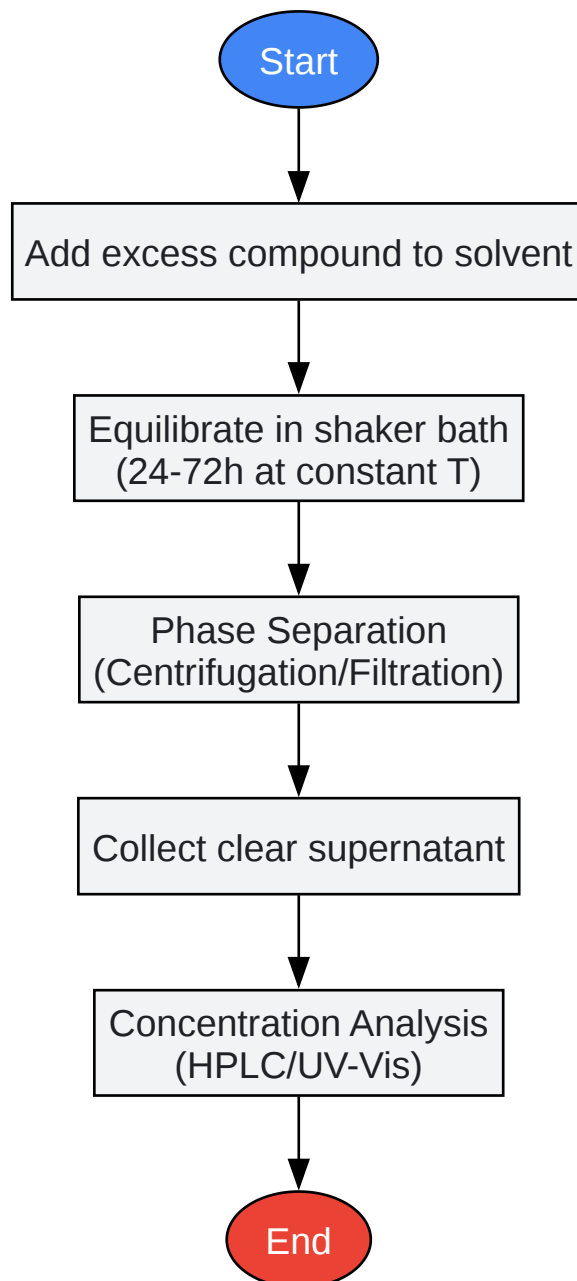 Start
Add excess compound to solvent
Equilibrate in shaker bath
(24-72h at constant T)
Phase Separation
(Centrifugation/Filtration)
Collect clear supernatant
Concentration Analysis
(HPLC/UV-Vis)
End